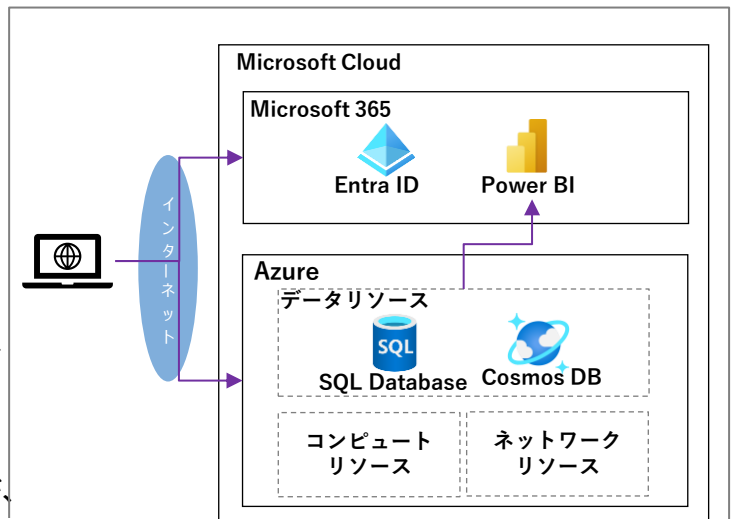 Microsoft Cloud
Microsoft 365
Entra ID
Power BI
インターネット
Azure
データリソース
SQL
SQL Database
Cosmos DB
コンピュート
リソース
ネットワーク
リソース